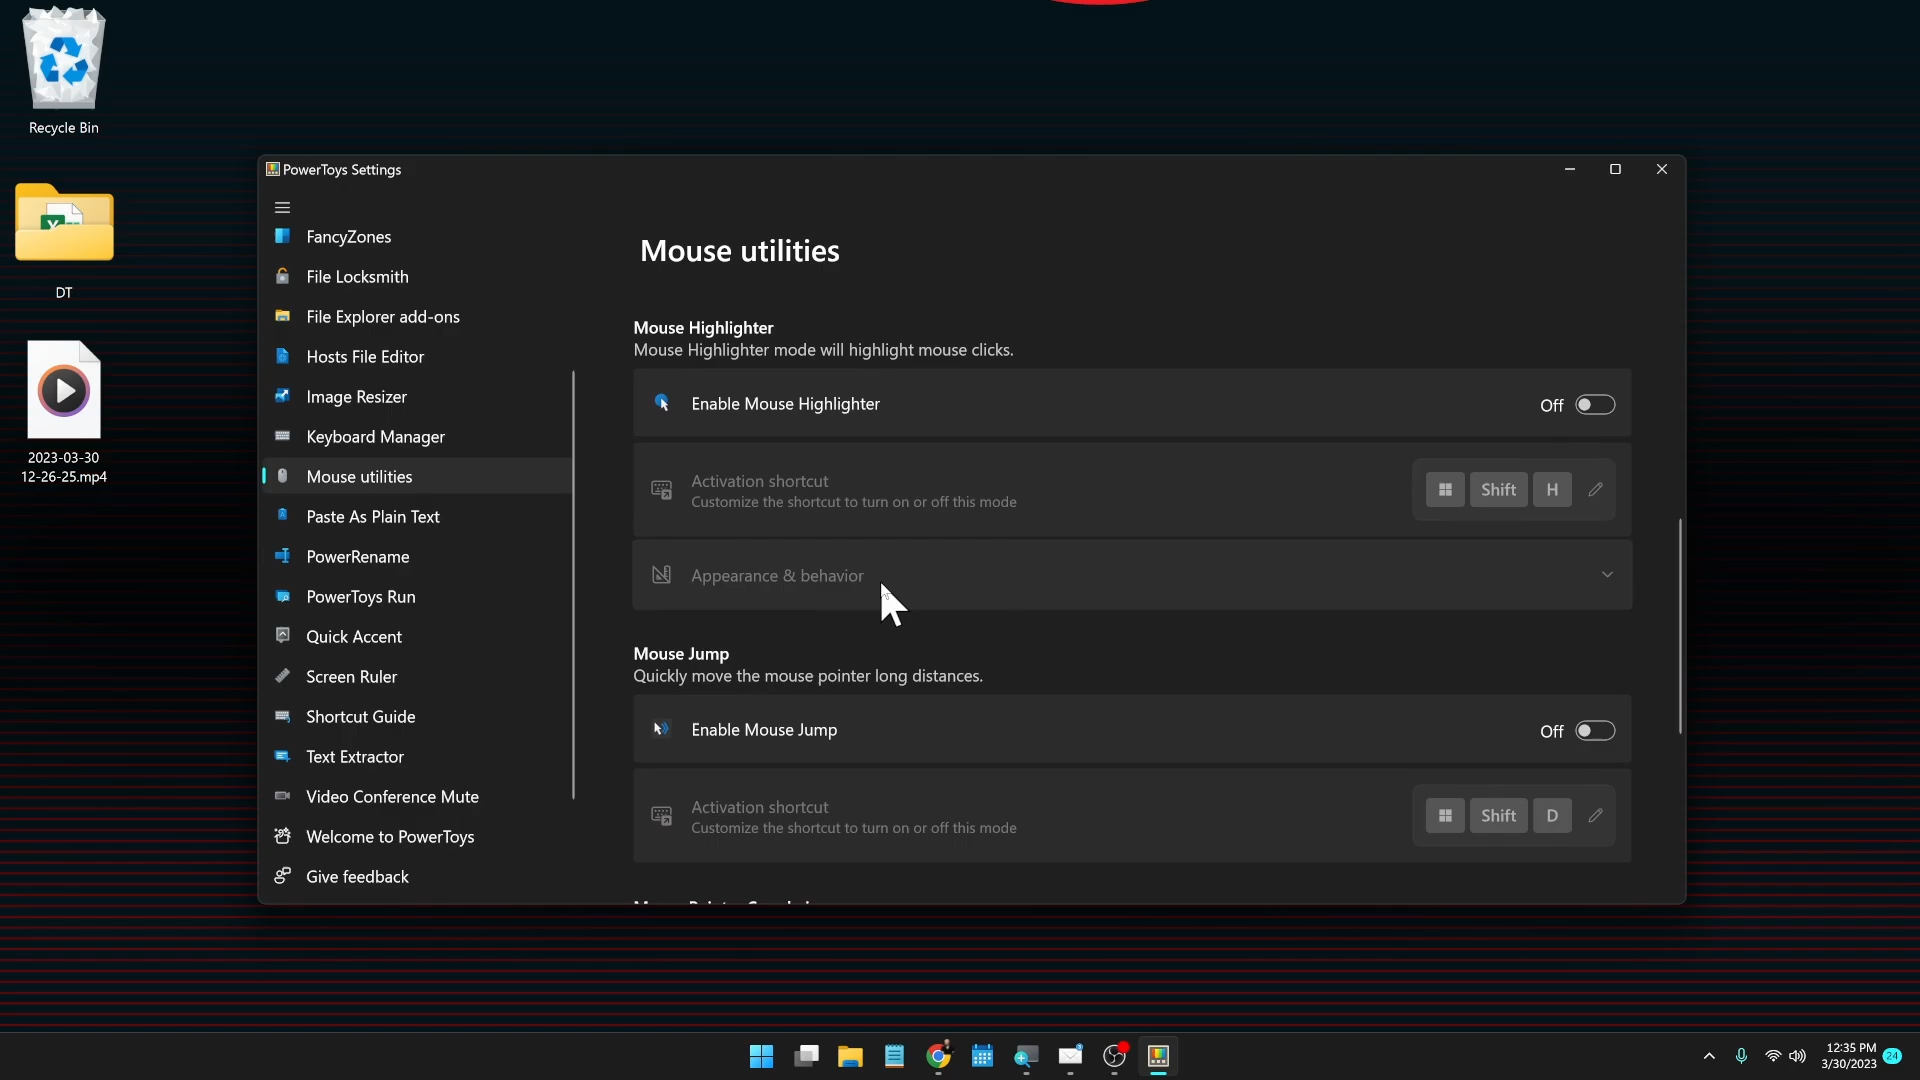 Recycle Bin
DT
2023-03-30
12-26-25.mp4
PowerToys Settings
FancyZones
File Locksmith
File Explorer add-ons
Hosts File Editor
Image Resizer
Keyboard Manager
Mouse utilities
Paste As Plain Text
PowerRename
PowerToys Run
Quick Accent
Screen Ruler
Shortcut Guide
Text Extractor
Video Conference Mute
Welcome to PowerToys
Give feedback
Mouse utilities
Mouse Highlighter
Mouse Highlighter mode will highlight mouse clicks.
Enable Mouse Highlighter
Off
Activation shortcut
Customize the shortcut to turn on or off this mode
Shift H
Appearance & behavior
Mouse Jump
Quickly move the mouse pointer long distances.
Enable Mouse Jump
Off
Activation shortcut
Customize the shortcut to turn on or off this mode
Shift D
12:35 PM
3/30/2023
24